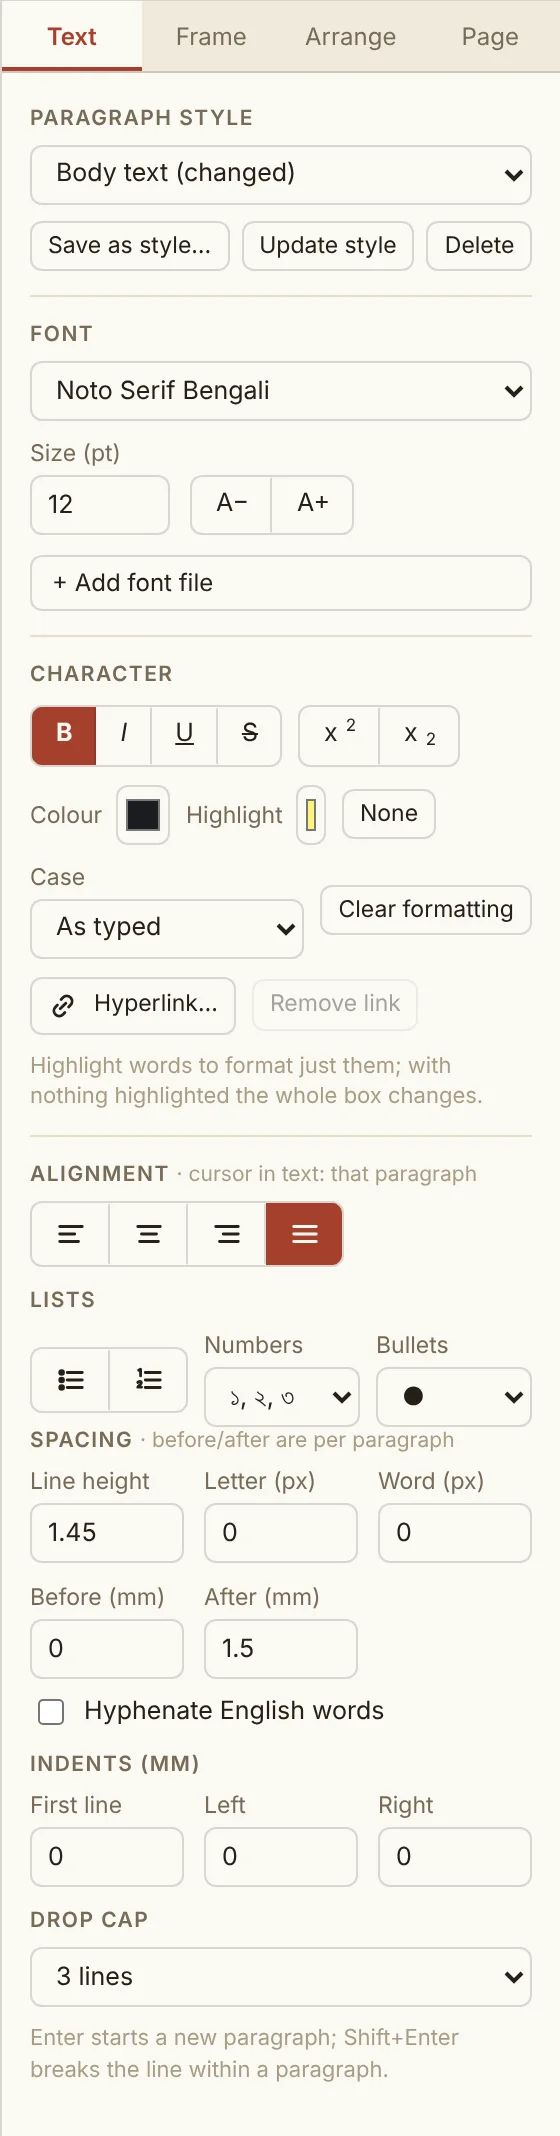 Text Frame Arrange Page
PARAGRAPH STYLE
Body text (changed)
Save as style... Update style Delete
FONT
Noto Serif Bengali
Size (pt)
12 A− A+
+ Add font file
CHARACTER
B I U S x ² x ₂
Colour Highlight None
Case
As typed Clear formatting
Hyperlink... Remove link
Highlight words to format just them; with
nothing highlighted the whole box changes.
ALIGNMENT · cursor in text: that paragraph
LISTS
Numbers Bullets
১, ২, ৩ ●
SPACING · before/after are per paragraph
Line height Letter (px) Word (px)
1.45 0 0
Before (mm) After (mm)
0 1.5
Hyphenate English words
INDENTS (MM)
First line Left Right
0 0 0
DROP CAP
3 lines
Enter starts a new paragraph; Shift+Enter
breaks the line within a paragraph.